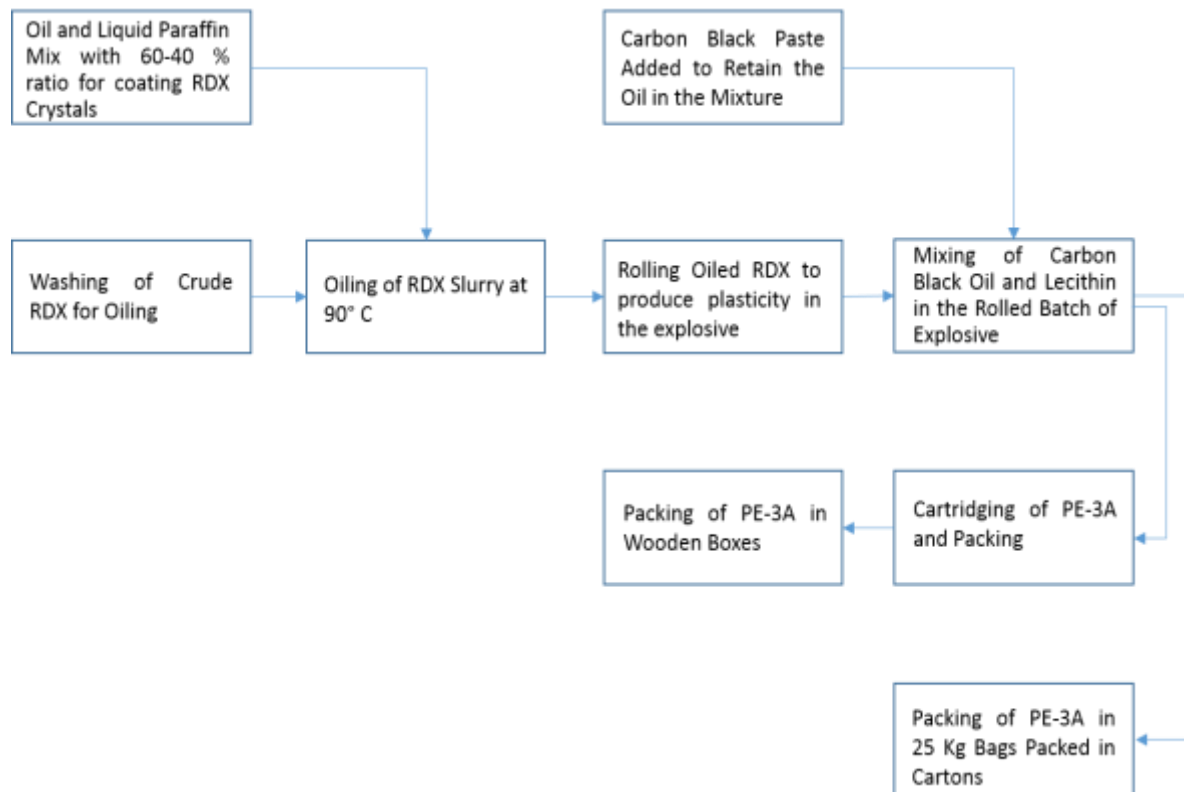 Oil and Liquid Paraffin
Mix with 60-40 %
ratio for coating RDX
Crystals
Carbon Black Paste
Added to Retain the
Oil in the Mixture
Washing of Crude
RDX for Oiling
Oiling of RDX Slurry at
90° C
Rolling Oiled RDX to
produce plasticity in
the explosive
Mixing of Carbon
Black Oil and Lecithin
in the Rolled Batch of
Explosive
Packing of PE-3A in
Wooden Boxes
Cartridging of PE-3A
and Packing
Packing of PE-3A in
25 Kg Bags Packed in
Cartons